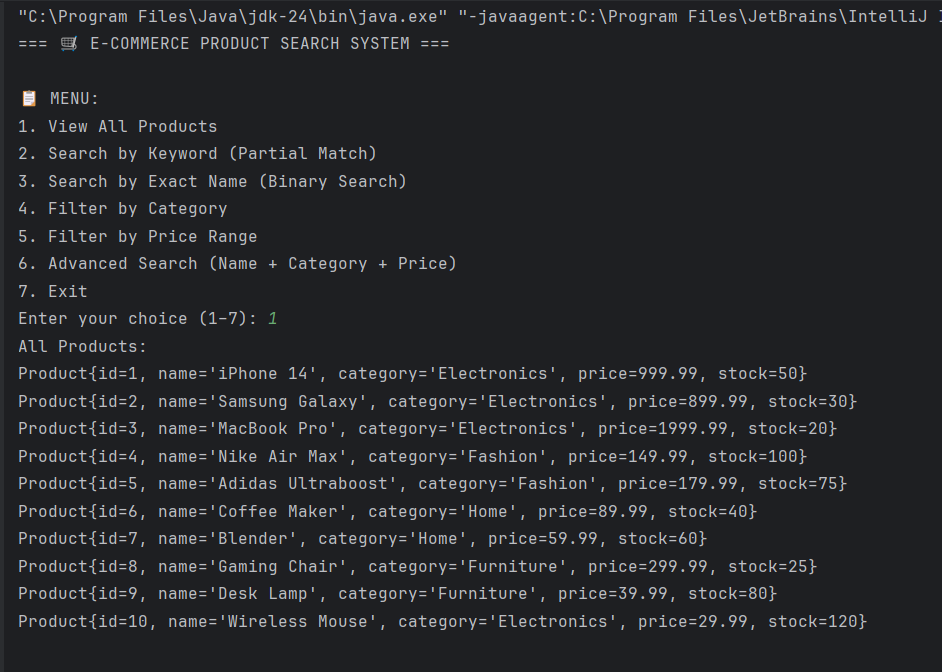 "C:\Program Files\Java\jdk-24\bin\java.exe" "-javaagent:C:\Program Files\JetBrains\IntelliJ
=== 🛒 E-COMMERCE PRODUCT SEARCH SYSTEM ===
📋 MENU:
1. View All Products
2. Search by Keyword (Partial Match)
3. Search by Exact Name (Binary Search)
4. Filter by Category
5. Filter by Price Range
6. Advanced Search (Name + Category + Price)
7. Exit
Enter your choice (1–7): 1
All Products:
Product{id=1, name='iPhone 14', category='Electronics', price=999.99, stock=50}
Product{id=2, name='Samsung Galaxy', category='Electronics', price=899.99, stock=30}
Product{id=3, name='MacBook Pro', category='Electronics', price=1999.99, stock=20}
Product{id=4, name='Nike Air Max', category='Fashion', price=149.99, stock=100}
Product{id=5, name='Adidas Ultraboost', category='Fashion', price=179.99, stock=75}
Product{id=6, name='Coffee Maker', category='Home', price=89.99, stock=40}
Product{id=7, name='Blender', category='Home', price=59.99, stock=60}
Product{id=8, name='Gaming Chair', category='Furniture', price=299.99, stock=25}
Product{id=9, name='Desk Lamp', category='Furniture', price=39.99, stock=80}
Product{id=10, name='Wireless Mouse', category='Electronics', price=29.99, stock=120}